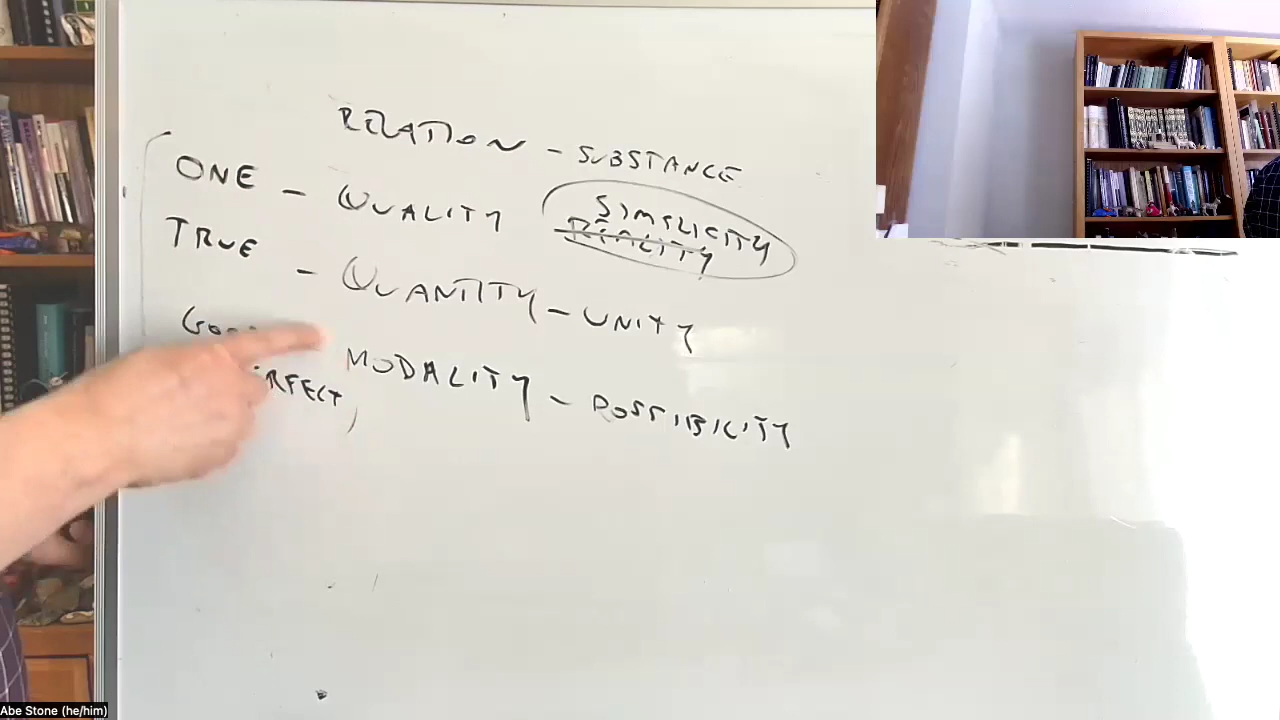 RELATION - SUBSTANCE
ONE - QUALITY SIMPLICITY
REALITY
TRUE - QUANTITY - UNITY
MODALITY - POSSIBILITY
Abe Stone (he/him)